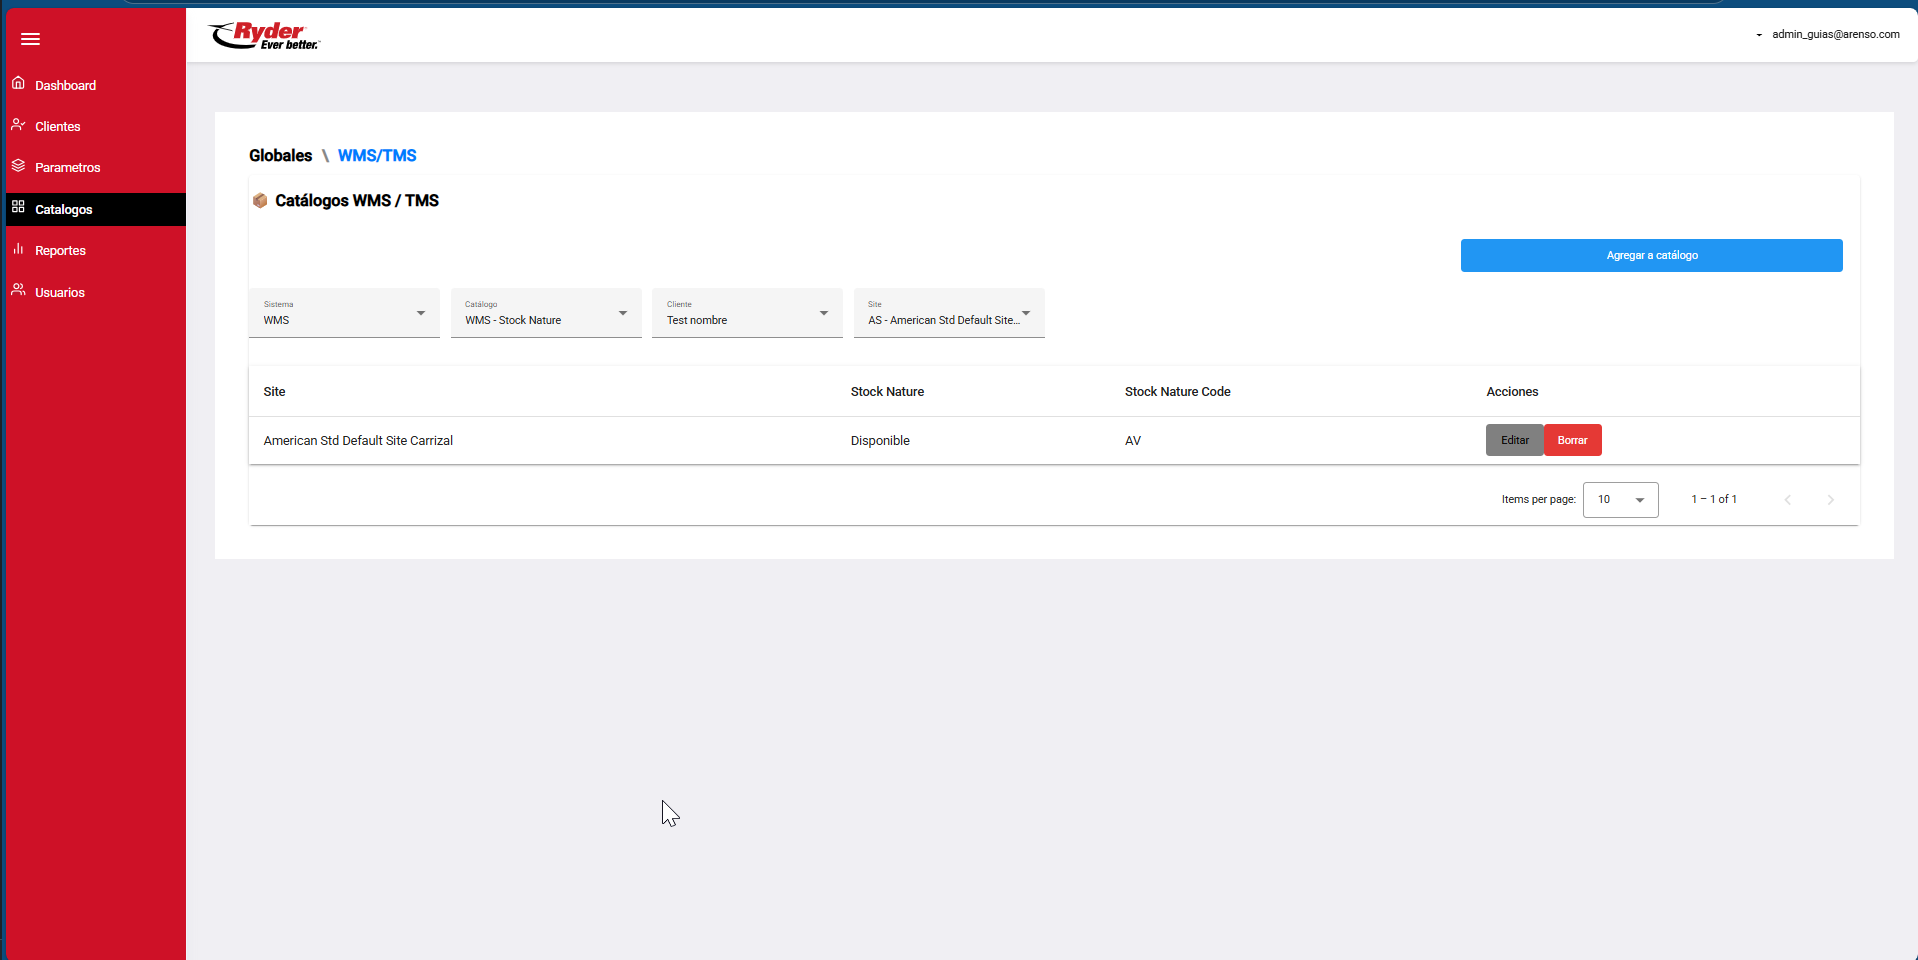 Ryder
Ever better.™
admin_guias@arenso.com
Dashboard
Clientes
Parametros
Catalogos
Reportes
Usuarios
Globales \ WMS/TMS
Catálogos WMS / TMS
Agregar a catálogo
Sistema
WMS
Catálogo
WMS - Stock Nature
Cliente
Test nombre
Site
AS - American Std Default Site...
Site Stock Nature Stock Nature Code Acciones
American Std Default Site Carrizal Disponible AV Editar Borrar
Items per page: 10 1 – 1 of 1